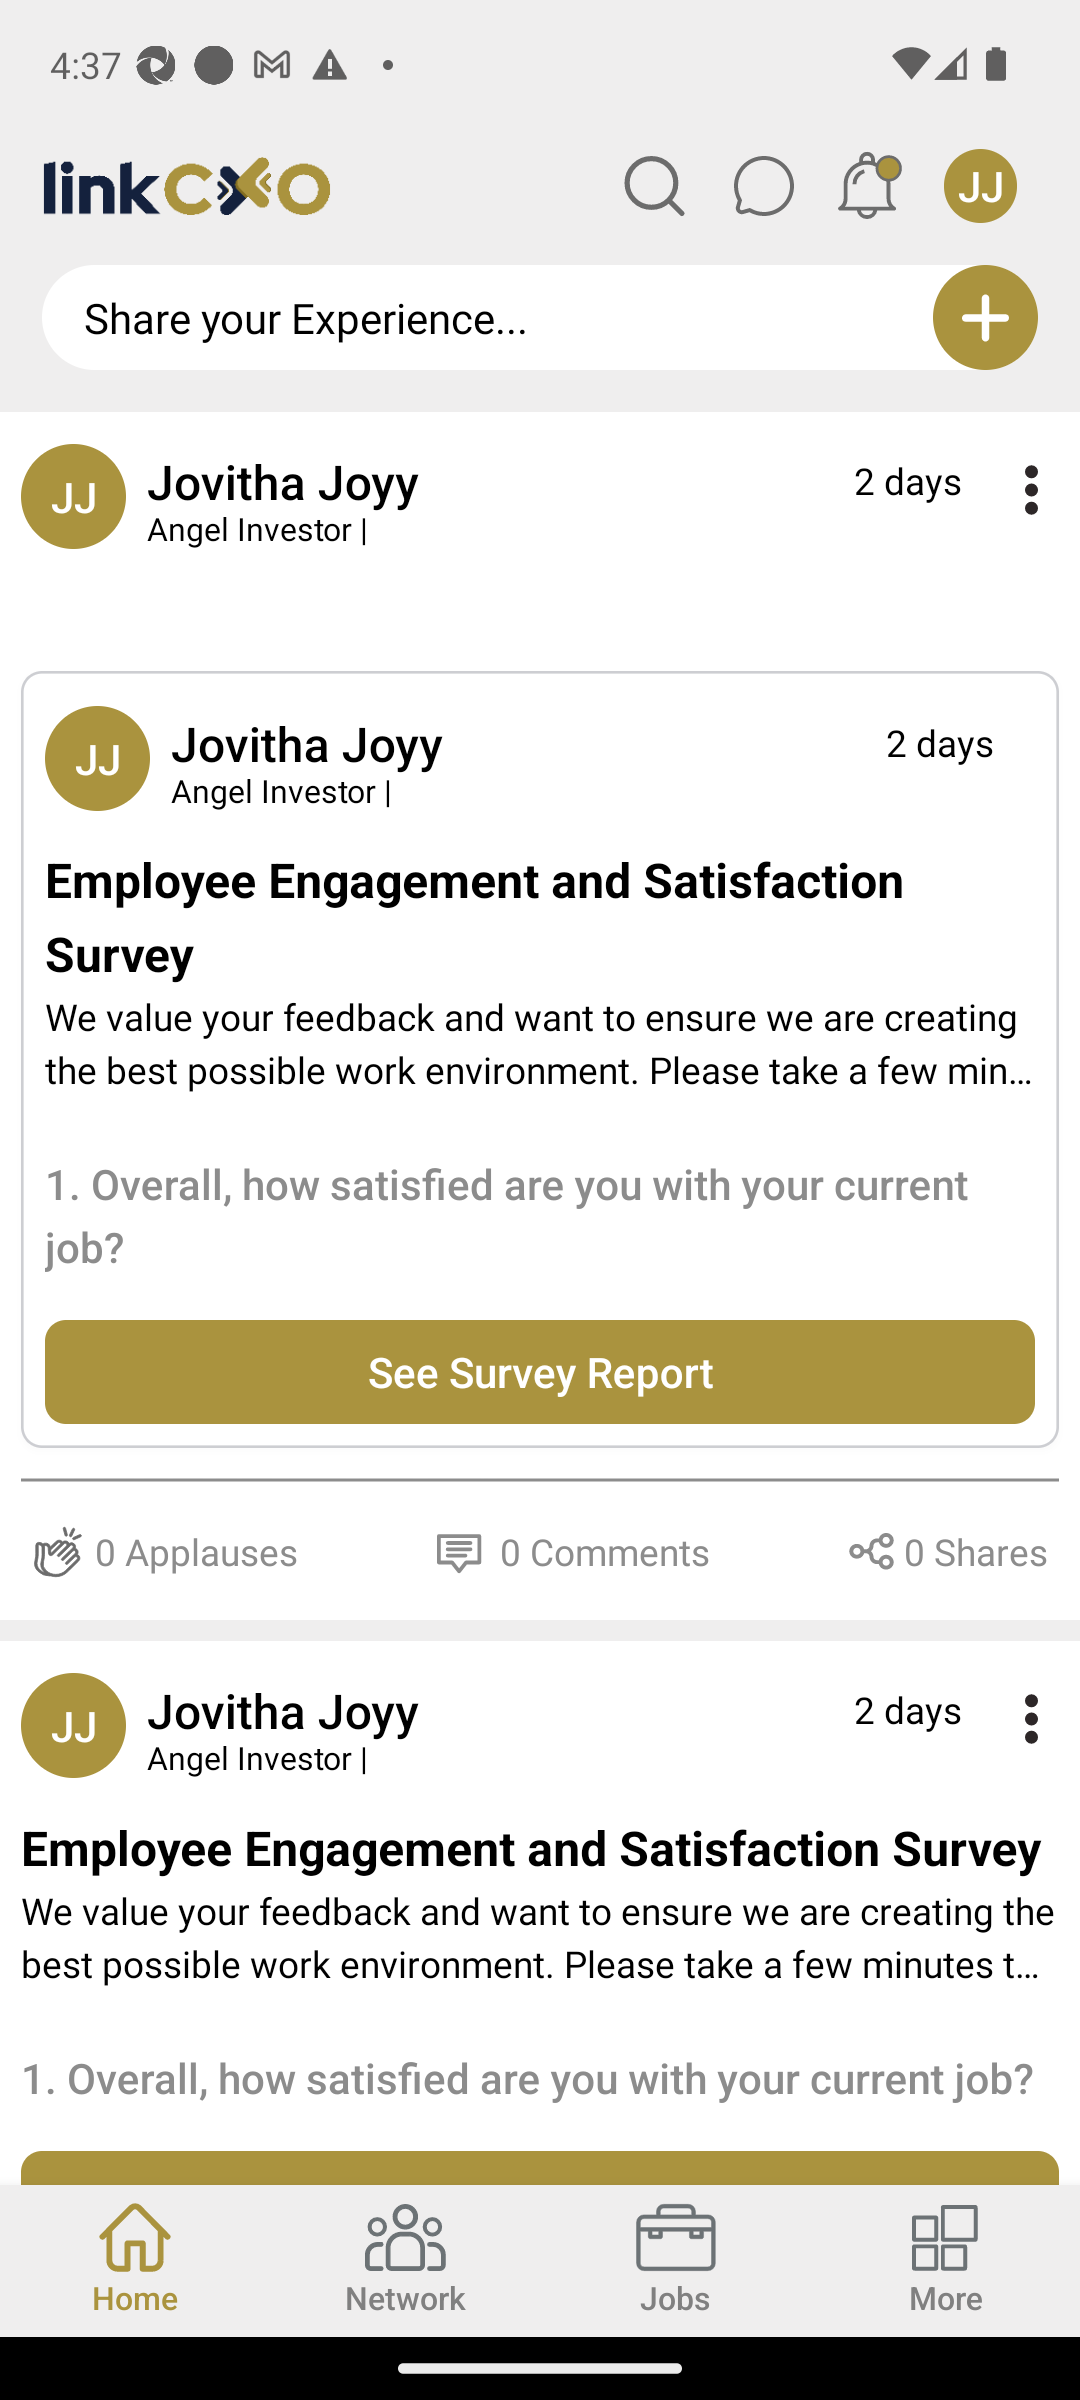 4:37
linkCXO
JJ
Share your Experience...
JJ
Jovitha Joyy
2 days
Angel Investor |
JJ
Jovitha Joyy
2 days
Angel Investor |
Employee Engagement and Satisfaction
Survey
We value your feedback and want to ensure we are creating
the best possible work environment. Please take a few min...
1. Overall, how satisfied are you with your current
job?
See Survey Report
0 Applauses
0 Comments
0 Shares
JJ
Jovitha Joyy
2 days
Angel Investor |
Employee Engagement and Satisfaction Survey
We value your feedback and want to ensure we are creating the
best possible work environment. Please take a few minutes t...
1. Overall, how satisfied are you with your current job?
Home
Network
Jobs
More